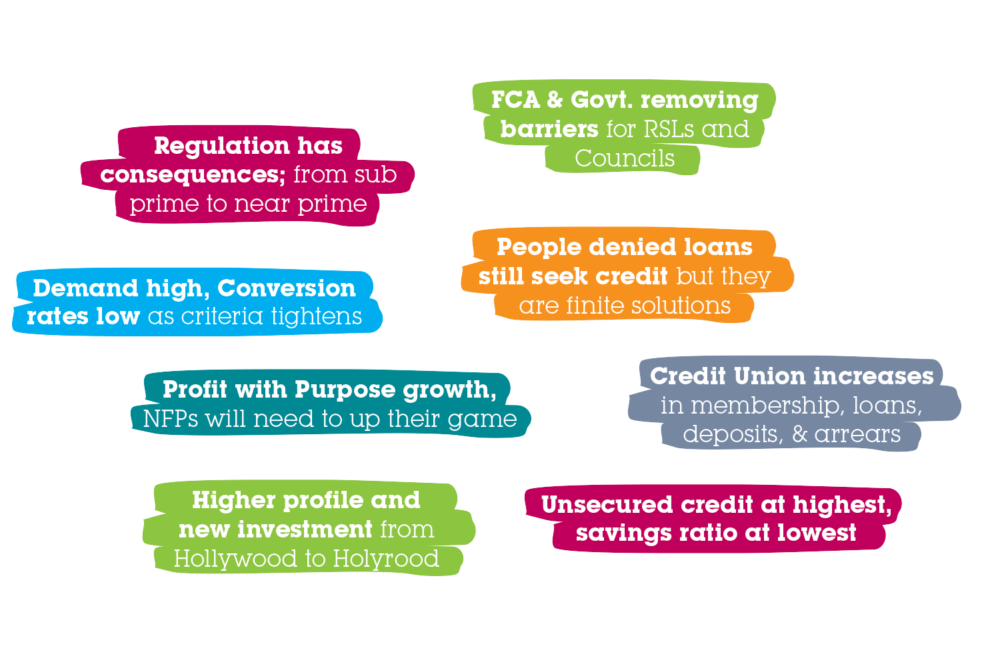 Regulation has
consequences; from sub
prime to near prime
FCA & Govt. removing
barriers for RSLs and
Councils
Demand high, Conversion
rates low as criteria tightens
People denied loans
still seek credit but they
are finite solutions
Profit with Purpose growth,
NFPs will need to up their game
Credit Union increases
in membership, loans,
deposits, & arrears
Higher profile and
new investment from
Hollywood to Holyrood
Unsecured credit at highest,
savings ratio at lowest